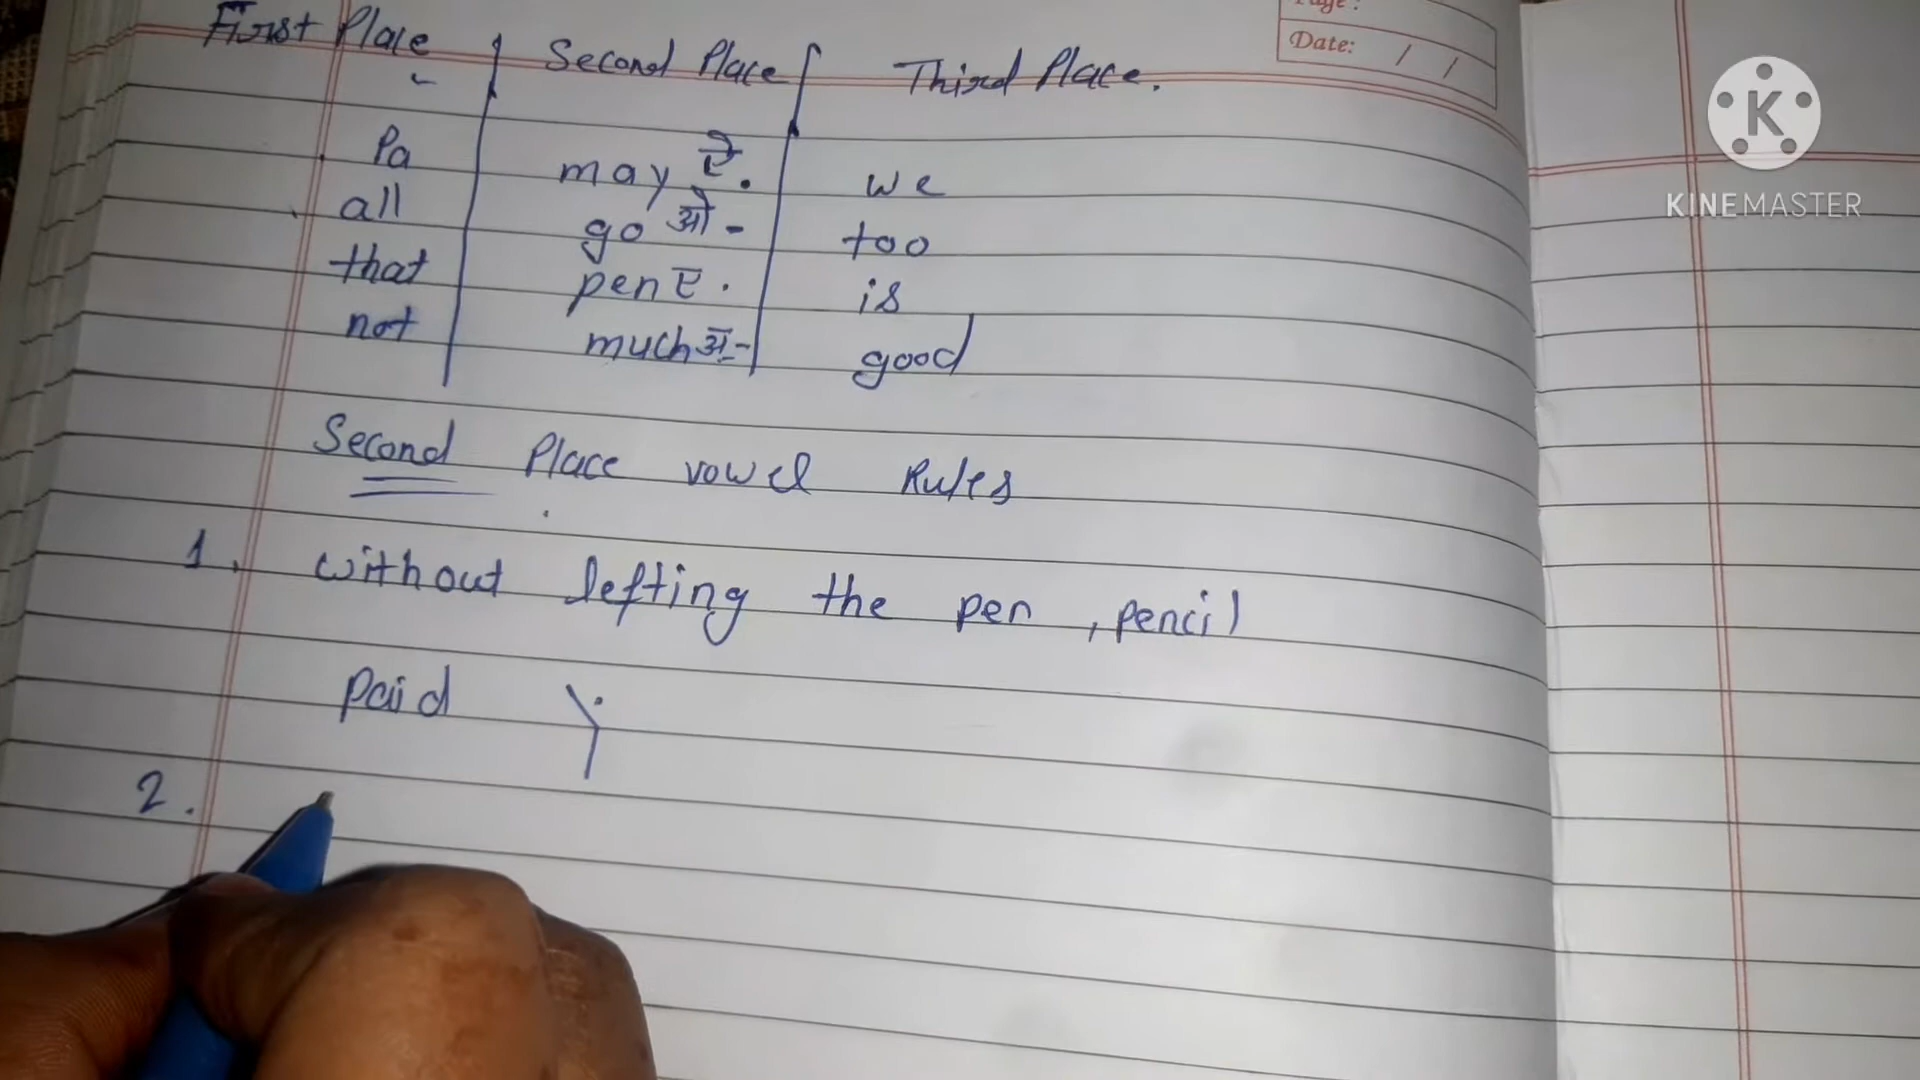 First Place Second Place Third Place.
Pa may ऐ. we
all go ओ- too
that pen ए. is
not much अ- good
Second Place vowel Rules
1. without lefting the pen, pencil
Paid
2.
Page:
Date: / /
K
KINEMASTER